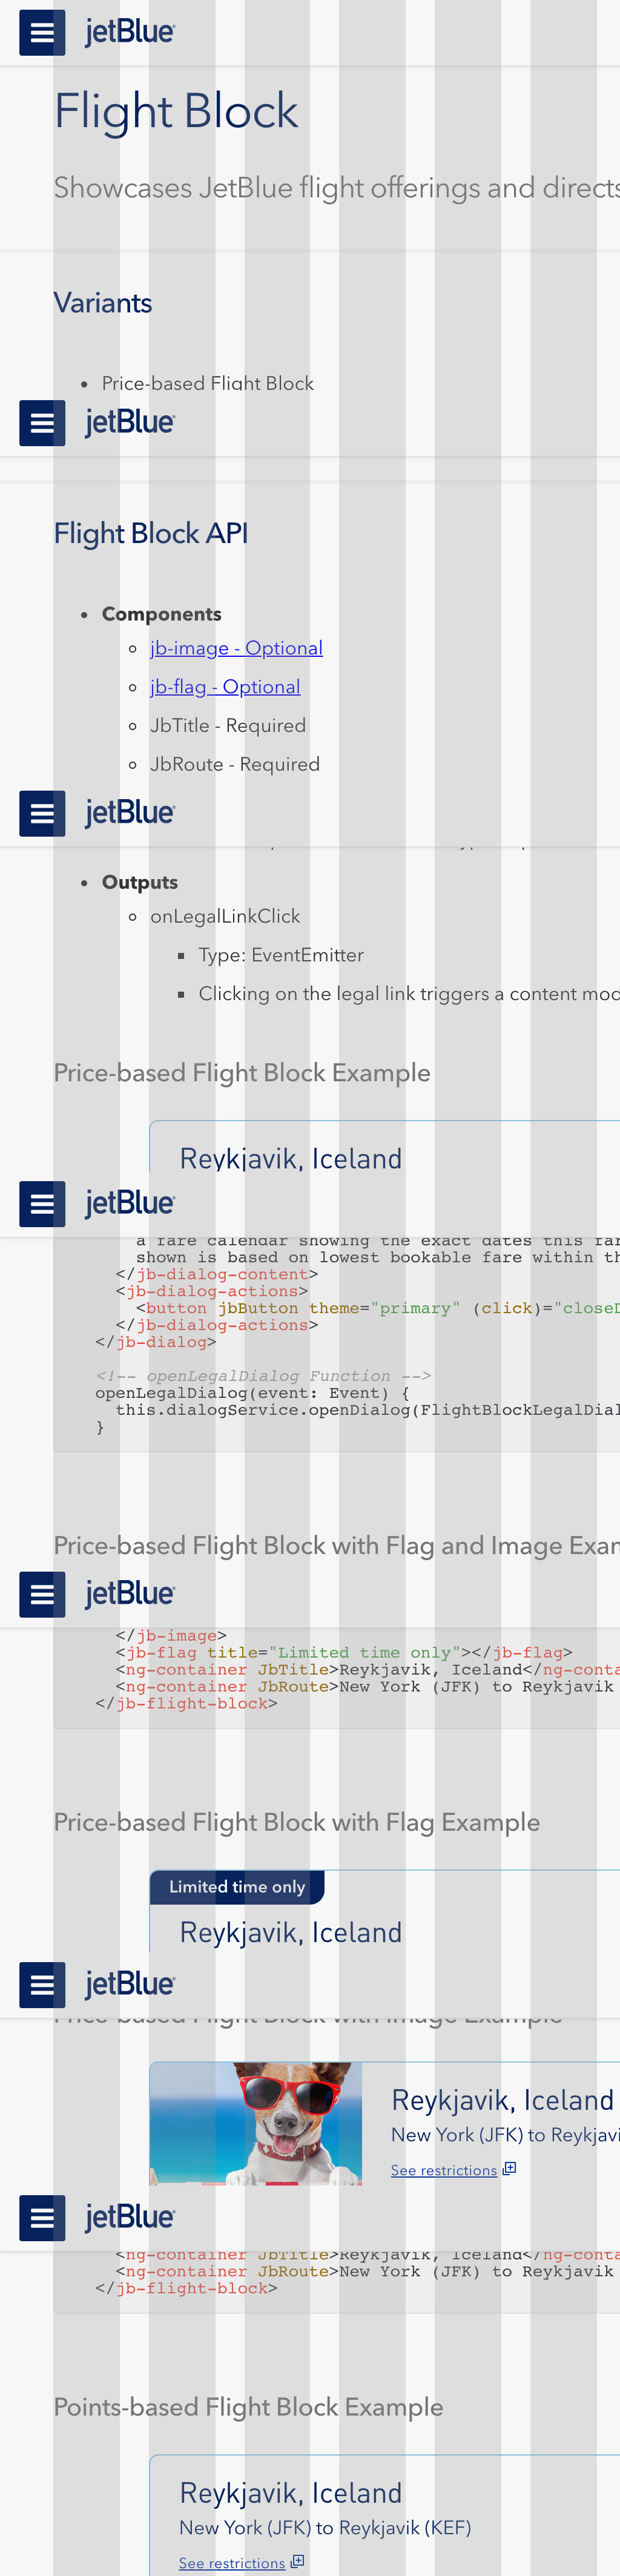 jetBlue
Flight Block
Showcases JetBlue flight offerings and directs
Variants
• Price-based Flight Block
jetBlue
Flight Block API
• Components
jb-image - Optional
jb-flag - Optional
JbTitle - Required
JbRoute - Required
jetBlue
• Outputs
onLegalLinkClick
Type: EventEmitter
Clicking on the legal link triggers a content mod
Price-based Flight Block Example
Reykjavik, Iceland
jetBlue
a fare calendar showing the exact dates this far
shown is based on lowest bookable fare within th
</jb-dialog-content>
<jb-dialog-actions>
<button jbButton theme="primary" (click)="closeD
</jb-dialog-actions>
</jb-dialog>
<!-- openLegalDialog Function -->
openLegalDialog(event: Event) {
this.dialogService.openDialog(FlightBlockLegalDial
}
Price-based Flight Block with Flag and Image Exam
jetBlue
</jb-image>
<jb-flag title="Limited time only"></jb-flag>
<ng-container JbTitle>Reykjavik, Iceland</ng-conta
<ng-container JbRoute>New York (JFK) to Reykjavik
</jb-flight-block>
Price-based Flight Block with Flag Example
Limited time only
Reykjavik, Iceland
jetBlue
Price-based Flight Block with Image Example
Reykjavik, Iceland
New York (JFK) to Reykjavi
See restrictions
jetBlue
<ng-container JbTitle>Reykjavik, Iceland</ng-conta
<ng-container JbRoute>New York (JFK) to Reykjavik
</jb-flight-block>
Points-based Flight Block Example
Reykjavik, Iceland
New York (JFK) to Reykjavik (KEF)
See restrictions